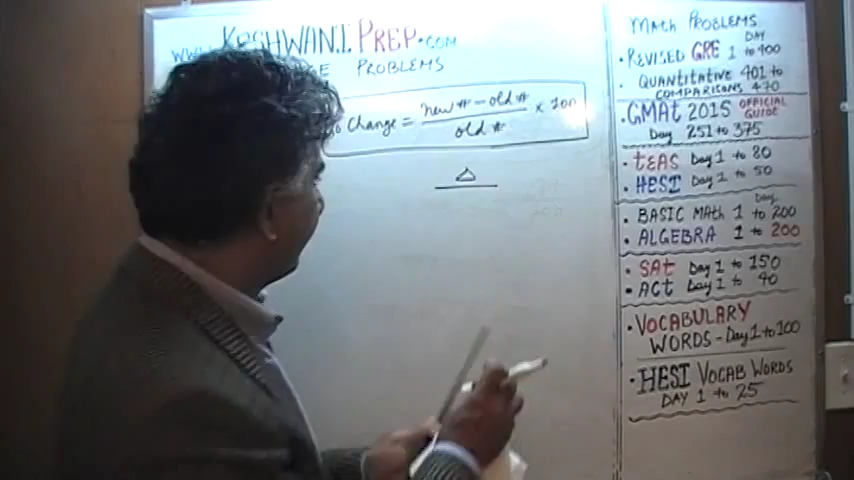 KESHWANI PREP.COM
PROBLEMS
% Change = new # - old # / old # x 100
△
MATH PROBLEMS
DAY
• REVISED GRE 1 to 400
• QUANTITATIVE 401 to
COMPARISONS 470
• GMAt 2015 OFFICIAL GUIDE
Day 251 to 375
• tEAS Day 1 to 80
• HESI Day 1 to 50
Day
• BASIC MAth 1 to 200
• ALGEBRA 1 to 200
• SAt Day 1 to 150
• ACt Day 1 to 40
• VOCABULARY
WORDS - Day 1 to 100
• HESI VOCAB WORDS
DAY 1 to 25